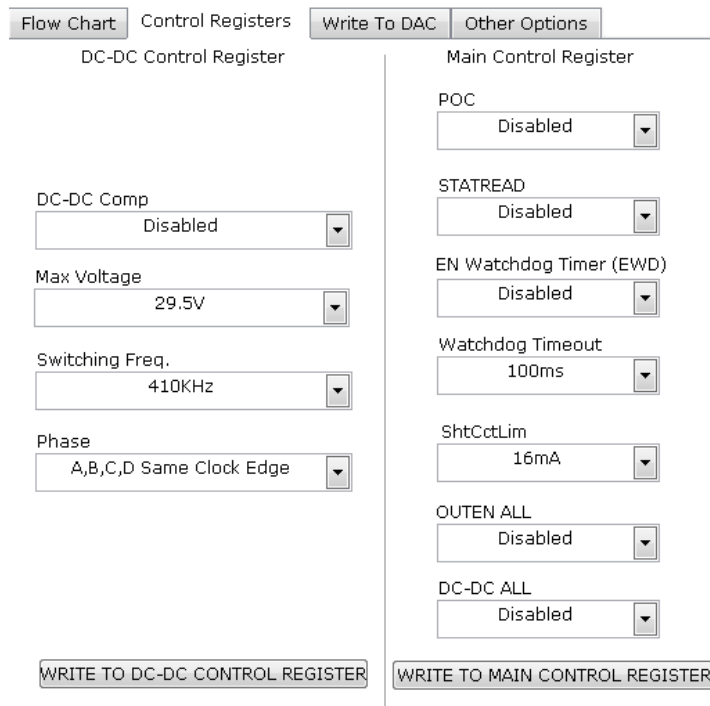 Flow Chart Control Registers Write To DAC Other Options
DC-DC Control Register
DC-DC Comp
Disabled
Max Voltage
29.5V
Switching Freq.
410KHz
Phase
A,B,C,D Same Clock Edge
WRITE TO DC-DC CONTROL REGISTER
Main Control Register
POC
Disabled
STATREAD
Disabled
EN Watchdog Timer (EWD)
Disabled
Watchdog Timeout
100ms
ShtCctLim
16mA
OUTEN ALL
Disabled
DC-DC ALL
Disabled
WRITE TO MAIN CONTROL REGISTER